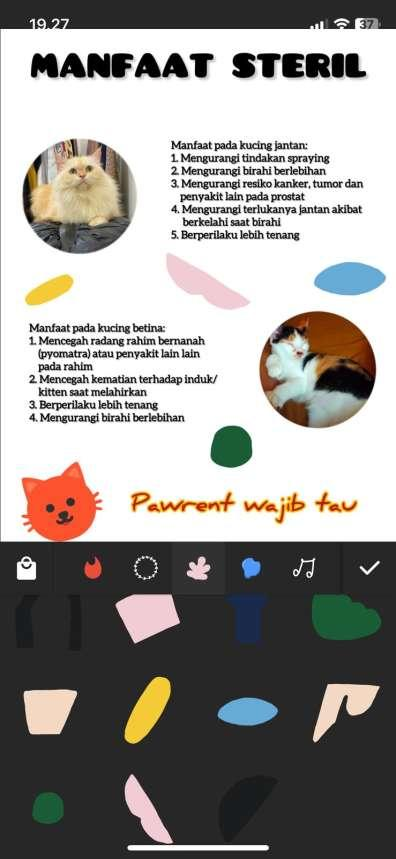 19.27
37
MANFAAT STERIL
Manfaat pada kucing jantan:
1. Mengurangi tindakan spraying
2. Mengurangi birahi berlebihan
3. Mengurangi resiko kanker, tumor dan
penyakit lain pada prostat
4. Mengurangi terlukanya jantan akibat
berkelahi saat birahi
5. Berperilaku lebih tenang
Manfaat pada kucing betina:
1. Mencegah radang rahim bernanah
(pyomatra) atau penyakit lain lain
pada rahim
2. Mencegah kematian terhadap induk/
kitten saat melahirkan
3. Berperilaku lebih tenang
4. Mengurangi birahi berlebihan
Pawrent wajib tau